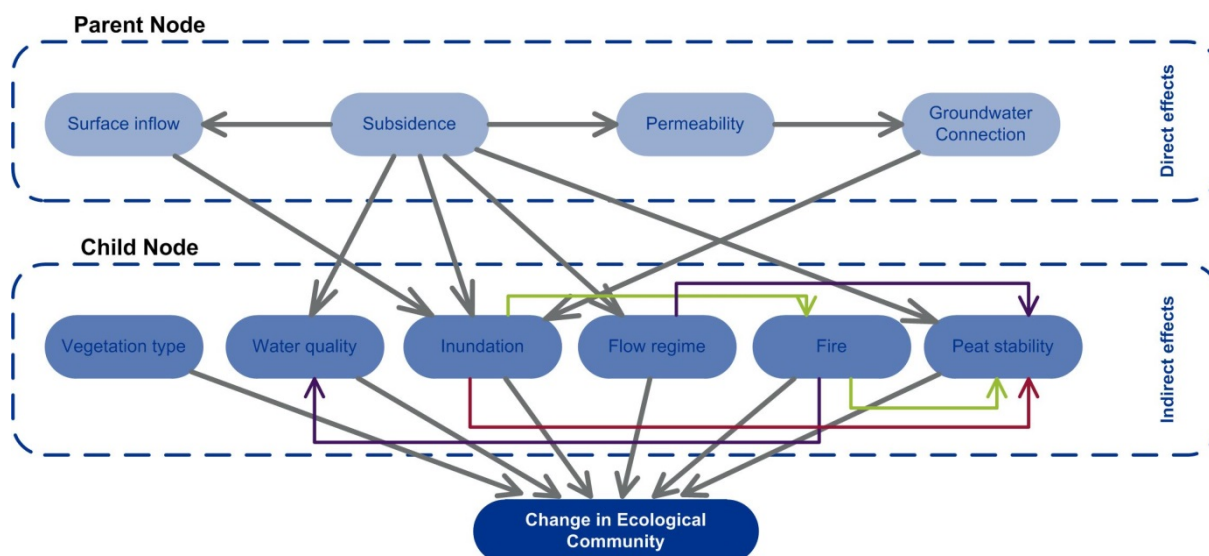 Parent Node
Surface inflow
Subsidence
Permeability
Groundwater
Connection
Direct effects
Child Node
Vegetation type
Water quality
Inundation
Flow regime
Fire
Peat stability
Indirect effects
Change in Ecological
Community